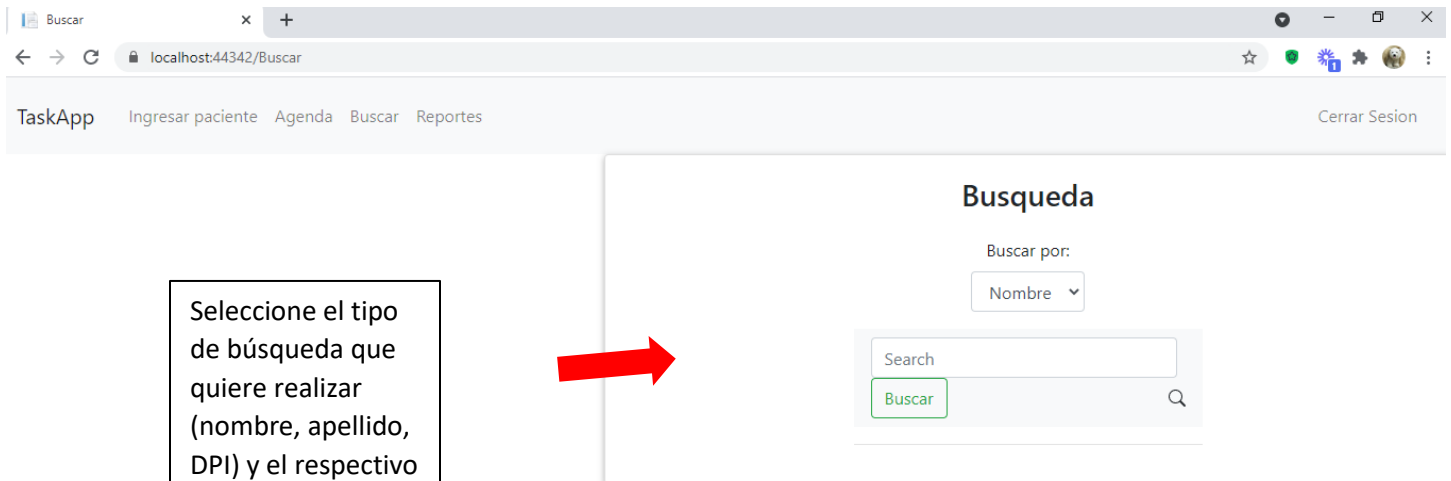 Buscar
localhost:44342/Buscar
1
TaskApp Ingresar paciente Agenda Buscar Reportes Cerrar Sesion
Busqueda
Buscar por:
Nombre
Search
Buscar
Seleccione el tipo
de búsqueda que
quiere realizar
(nombre, apellido,
DPI) y el respectivo